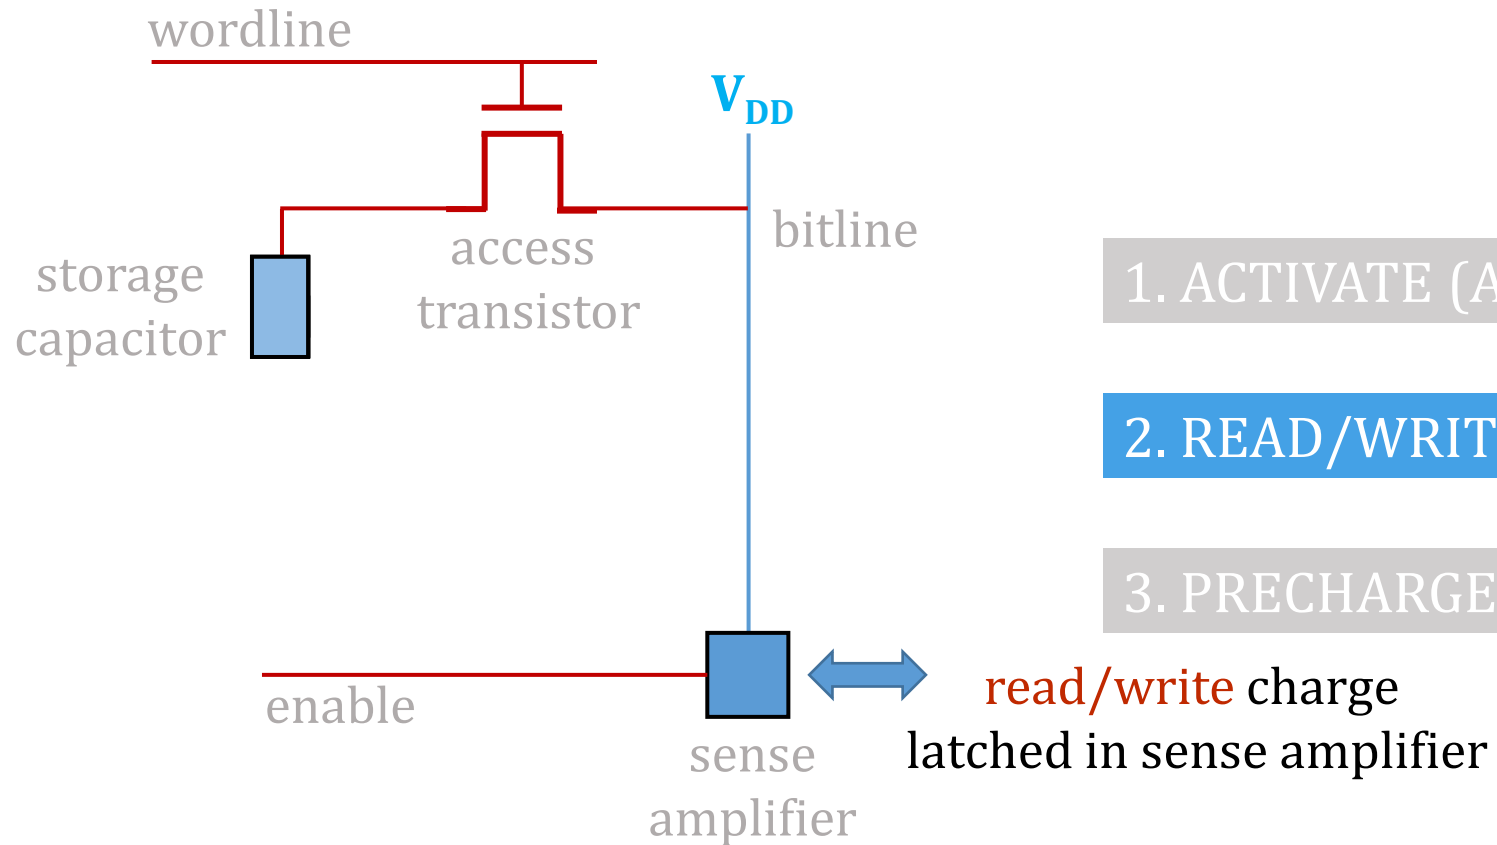 wordline
V_DD
bitline
access
transistor
storage
capacitor
1. ACTIVATE (A
2. READ/WRIT
3. PRECHARGE
enable
read/write charge
latched in sense amplifier
sense
amplifier